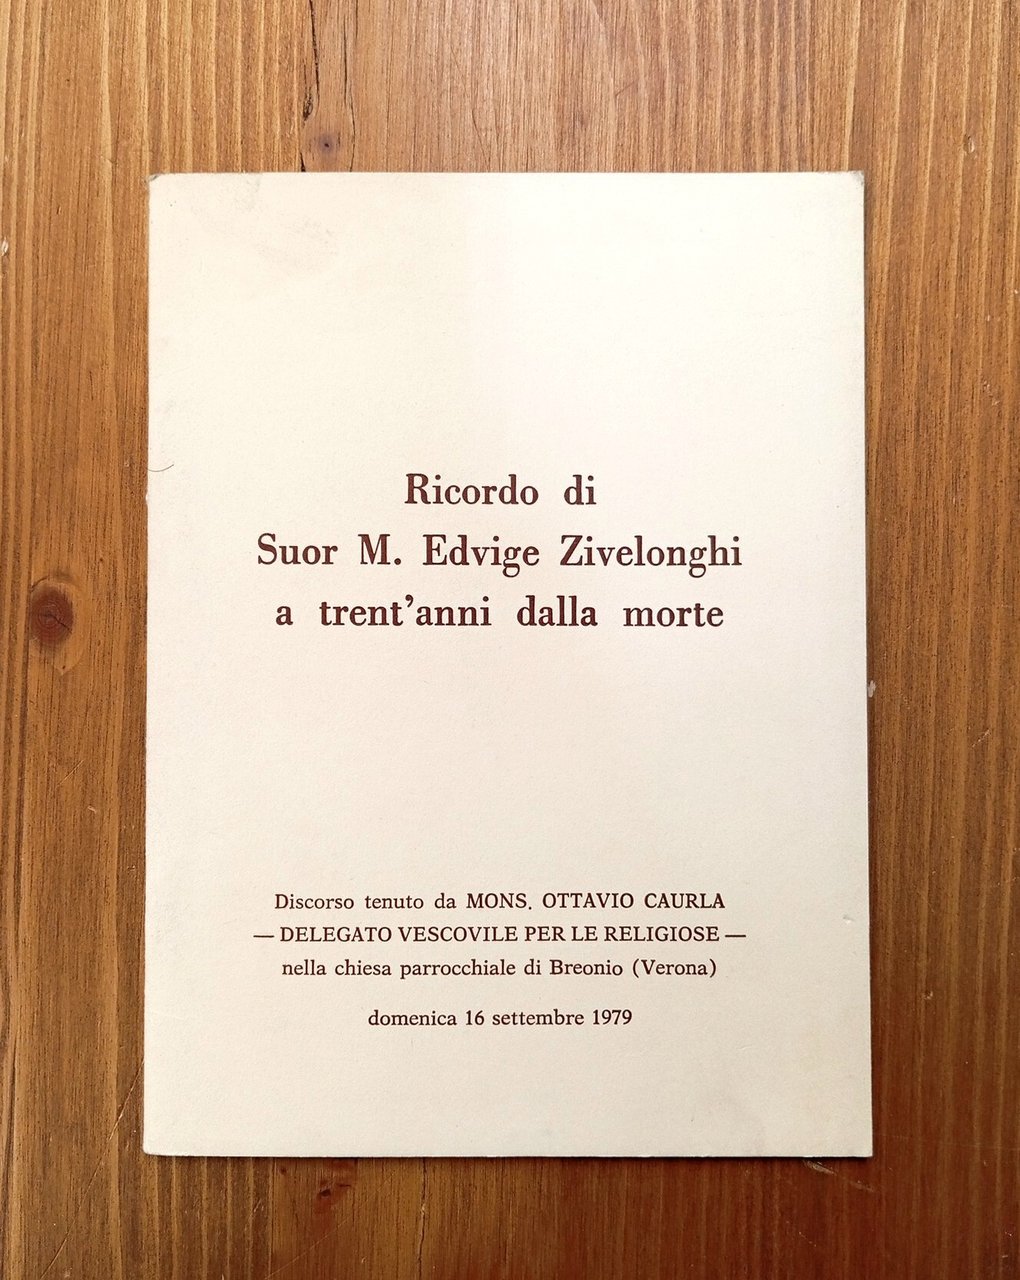 Ricordo di
Suor M. Edvige Zivelonghi
a trent’anni dalla morte
Discorso tenuto da MONS. OTTAVIO CAURLA
— DELEGATO VESCOVILE PER LE RELIGIOSE —
nella chiesa parrocchiale di Breonio (Verona)
domenica 16 settembre 1979